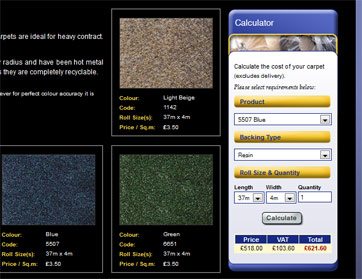 rpets are ideal for heavy contract.
radius and have been hot metal
s they are completely recyclable.
ever for perfect colour accuracy it is
Colour: Light Beige
Code: 1142
Roll Size(s): 37m x 4m
Price / Sq.m: £3.50
Colour: Blue
Code: 5507
Roll Size(s): 37m x 4m
Price / Sq.m: £3.50
Colour: Green
Code: 6651
Roll Size(s): 37m x 4m
Price / Sq.m: £3.50
Calculator
Calculate the cost of your carpet
(excludes delivery).
Please select requirements below:
Product
5507 Blue
Backing Type
Resin
Roll Size & Quantity
Length Width Quantity
37m 4m 1
Calculate
Price VAT Total
£518.00 £103.60 £621.60